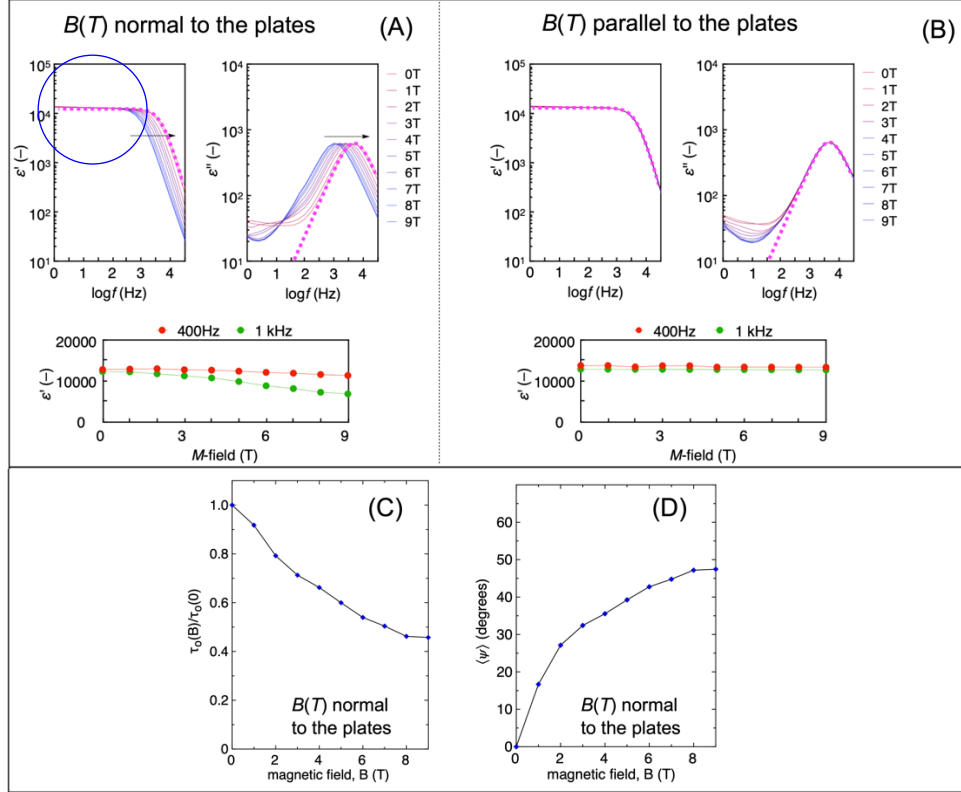 B(T) normal to the plates
(A)
10⁵
10⁴
10³
10²
10¹
ε' (–)
0 1 2 3 4
logf (Hz)
10³
10²
10¹
ε'' (–)
0 1 2 3 4
logf (Hz)
0T
1T
2T
3T
4T
5T
6T
7T
8T
9T
400Hz 1 kHz
20000
10000
0
ε' (–)
0 3 6 9
M-field (T)
B(T) parallel to the plates
(B)
10⁵
10⁴
10³
10²
10¹
ε' (–)
0 1 2 3 4
logf (Hz)
10³
10²
10¹
ε'' (–)
0 1 2 3 4
logf (Hz)
0T
1T
2T
3T
4T
5T
6T
7T
8T
9T
400Hz 1 kHz
20000
10000
0
ε' (–)
0 3 6 9
M-field (T)
(C)
1.0
0.8
0.6
0.4
0.2
0
τₒ(B)/τₒ(0)
B(T) normal
to the plates
0 2 4 6 8
magnetic field, B (T)
(D)
60
50
40
30
20
10
0
⟨ψ⟩ (degrees)
B(T) normal
to the plates
0 2 4 6 8
magnetic field, B (T)